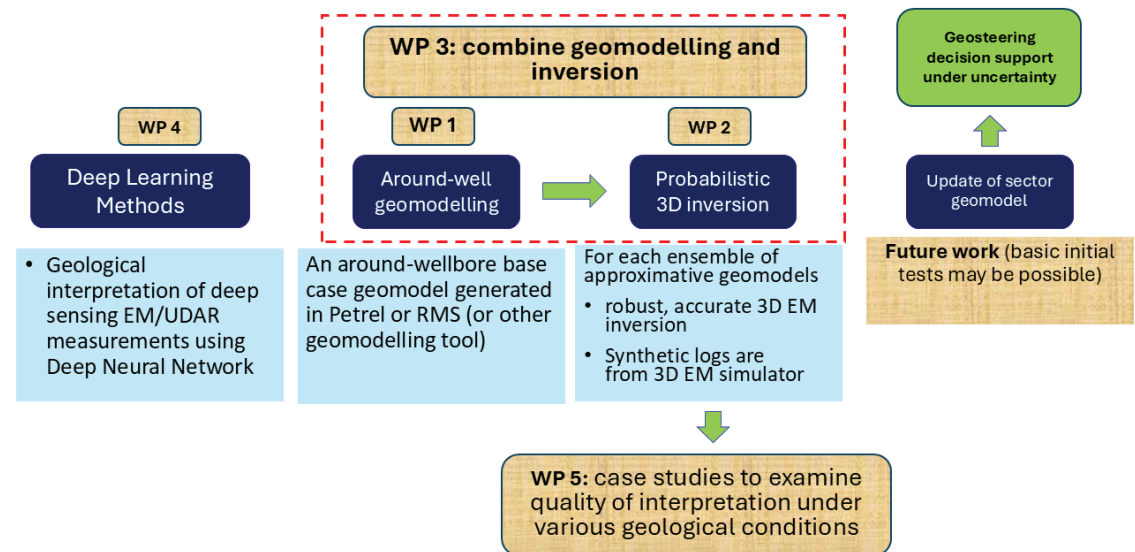 WP 3: combine geomodelling and
inversion
Geosteering
decision support
under uncertainty
WP 4
WP 1
WP 2
Deep Learning
Methods
Around-well
geomodelling
Probabilistic
3D inversion
Update of sector
geomodel
• Geological
interpretation of deep
sensing EM/UDAR
measurements using
Deep Neural Network
An around-wellbore base
case geomodel generated
in Petrel or RMS (or other
geomodelling tool)
For each ensemble of
approximative geomodels
• robust, accurate 3D EM
inversion
• Synthetic logs are
from 3D EM simulator
Future work (basic initial
tests may be possible)
WP 5: case studies to examine
quality of interpretation under
various geological conditions